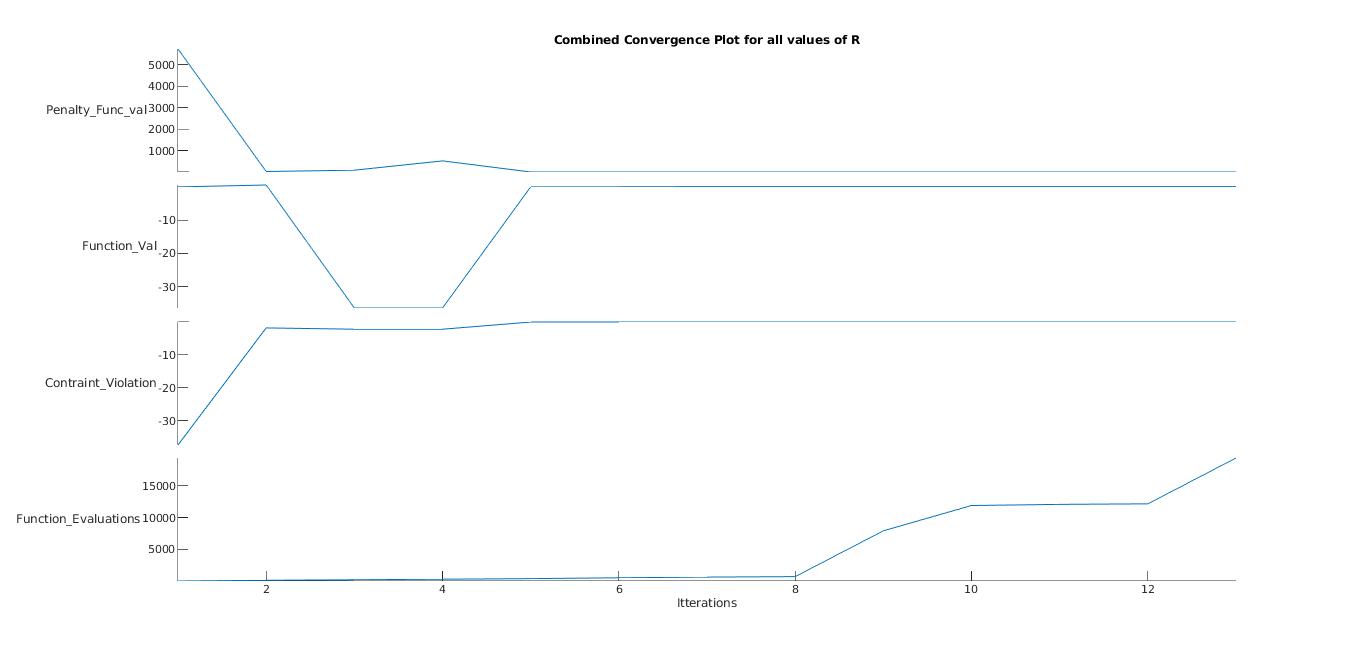 Combined Convergence Plot for all values of R
5000
4000
Penalty_Func_val 3000
2000
1000
-10
Function_Val
-20
-30
-10
Contraint_Violation
-20
-30
15000
Function_Evaluations 10000
5000
2 4 6 8 10 12
Itterations